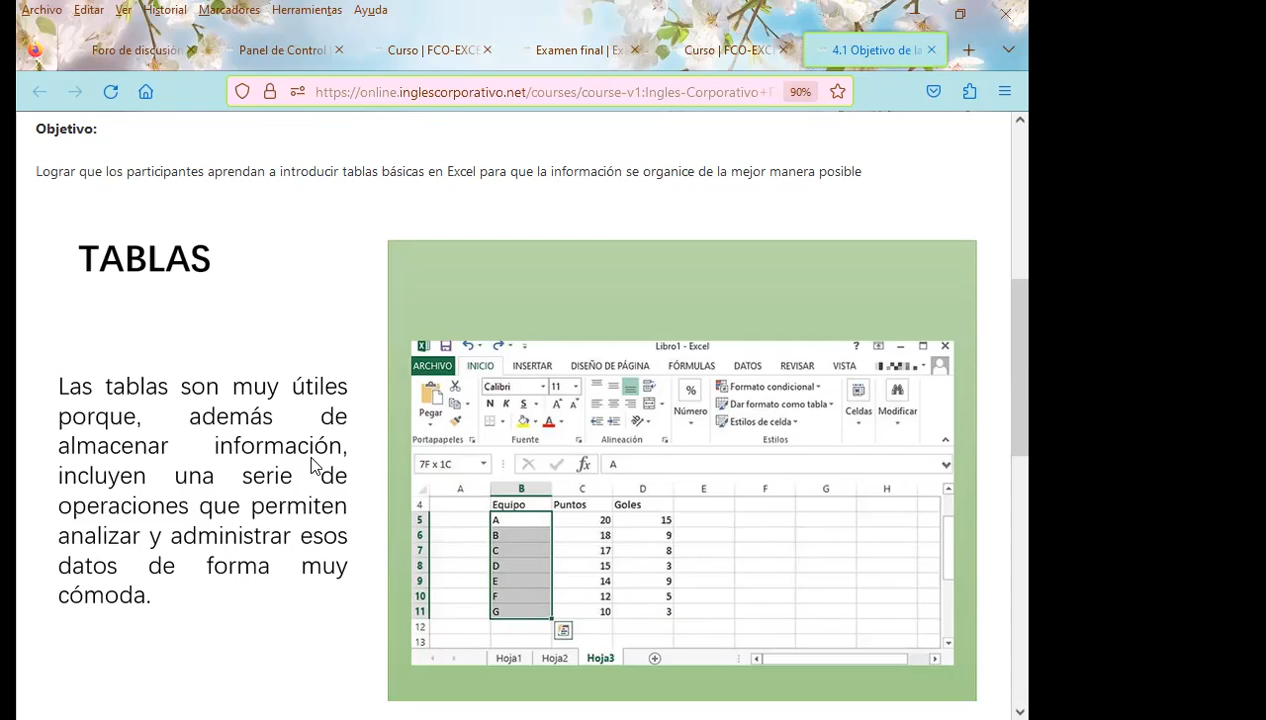 Archivo Editar Ver Historial Marcadores Herramientas Ayuda
Foro de discusión Panel de Control Curso | FCO-EXCE Examen final | Ex Curso | FCO-EXC 4.1 Objetivo de la
https://online.inglescorporativo.net/courses/course-v1:Ingles-Corporativo+F 90%
Objetivo:
Lograr que los participantes aprendan a introducir tablas básicas en Excel para que la información se organice de la mejor manera posible
TABLAS
Las tablas son muy útiles
porque, además de
almacenar información,
incluyen una serie de
operaciones que permiten
analizar y administrar esos
datos de forma muy
cómoda.
Libro1 - Excel
ARCHIVO INICIO INSERTAR DISEÑO DE PÁGINA FÓRMULAS DATOS REVISAR VISTA
Pegar
Calibri 11
N K S A A
Número
Formato condicional
Dar formato como tabla
Estilos de celda
Celdas Modificar
Portapapeles Fuente Alineación Estilos
7F x 1C fx A
A B C D E F G H
4 Equipo Puntos Goles
5 A 20 15
6 B 18 9
7 C 17 8
8 D 15 3
9 E 14 9
10 F 12 5
11 G 10 3
12
13
Hoja1 Hoja2 Hoja3